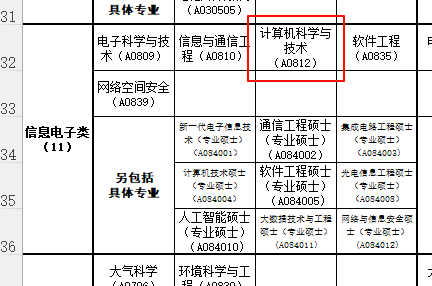 31
具体专业
（A030505）
32
电子科学与技
术（A0809）
信息与通信工
程（A0810）
计算机科学与
技术
（A0812）
软件工程
（A0835）
网络空间安全
（A0839）
33
信息电子类
（11）
另包括
具体专业
34
新一代电子信息技
术（专业硕士）
（A084001）
通信工程硕士
（专业硕士）
（A084002）
集成电路工程硕士
（专业硕士）
（A084003）
35
计算机技术硕士
（专业硕士）
（A084004）
软件工程硕士
（专业硕士）
（A084005）
光电信息工程硕士
（专业硕士）
（A084008）
36
人工智能硕士
（专业硕士）
（A084010）
大数据技术与工程
硕士（专业硕士）
（A084011）
网络与信息安全硕
士（专业硕士）
（A084012）
大气科学
环境科学与工